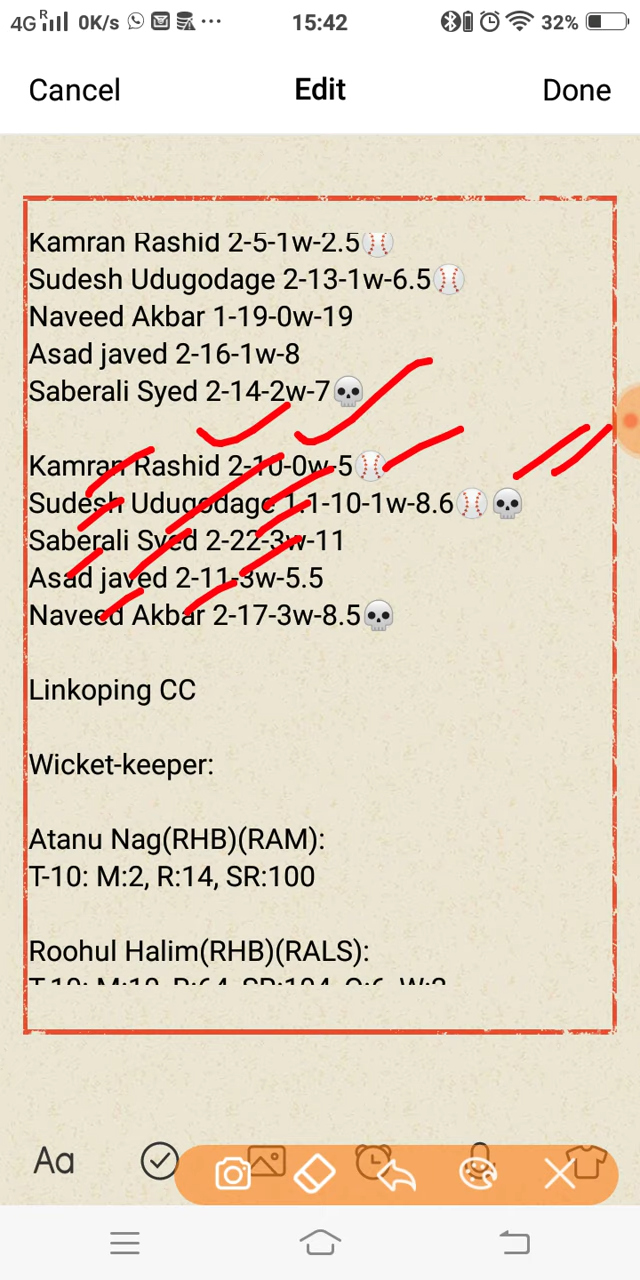 4G R 0K/s ... 15:42 32%
Cancel Edit Done
Kamran Rashid 2-5-1w-2.5⚾
Sudesh Udugodage 2-13-1w-6.5⚾
Naveed Akbar 1-19-0w-19
Asad javed 2-16-1w-8
Saberali Syed 2-14-2w-7💀
Kamran Rashid 2-10-0w-5⚾
Sudesh Udugodage 1.1-10-1w-8.6⚾💀
Saberali Syed 2-22-3w-11
Asad javed 2-11-3w-5.5
Naveed Akbar 2-17-3w-8.5💀
Linkoping CC
Wicket-keeper:
Atanu Nag(RHB)(RAM):
T-10: M:2, R:14, SR:100
Roohul Halim(RHB)(RALS):
Aa